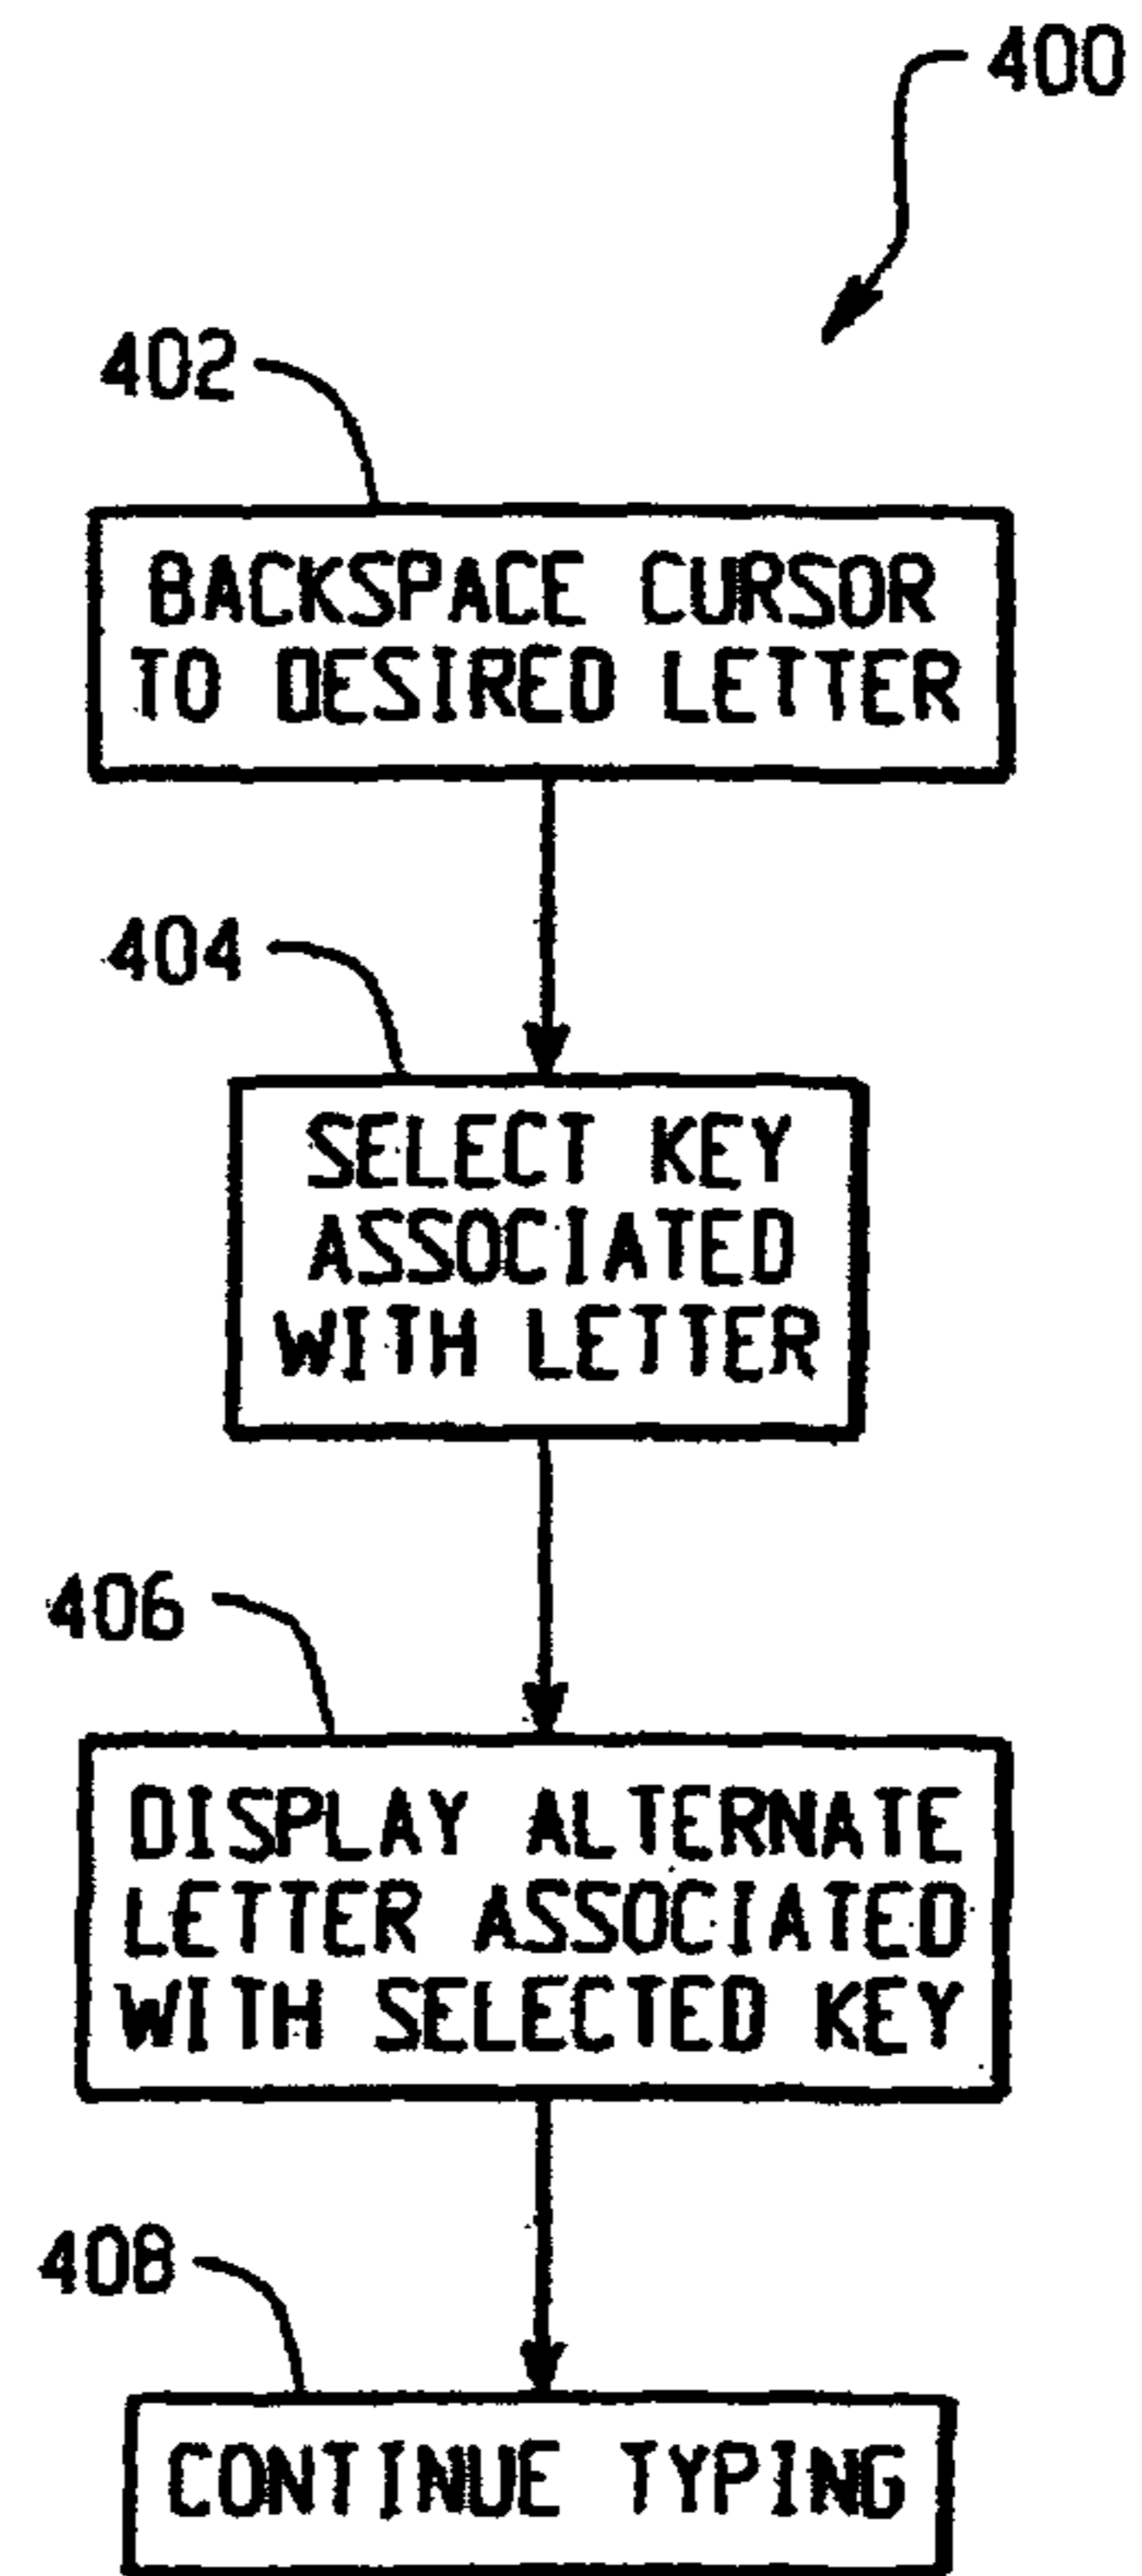 400
402
BACKSPACE CURSOR
TO DESIRED LETTER
404
SELECT KEY
ASSOCIATED
WITH LETTER
406
DISPLAY ALTERNATE
LETTER ASSOCIATED
WITH SELECTED KEY
408
CONTINUE TYPING